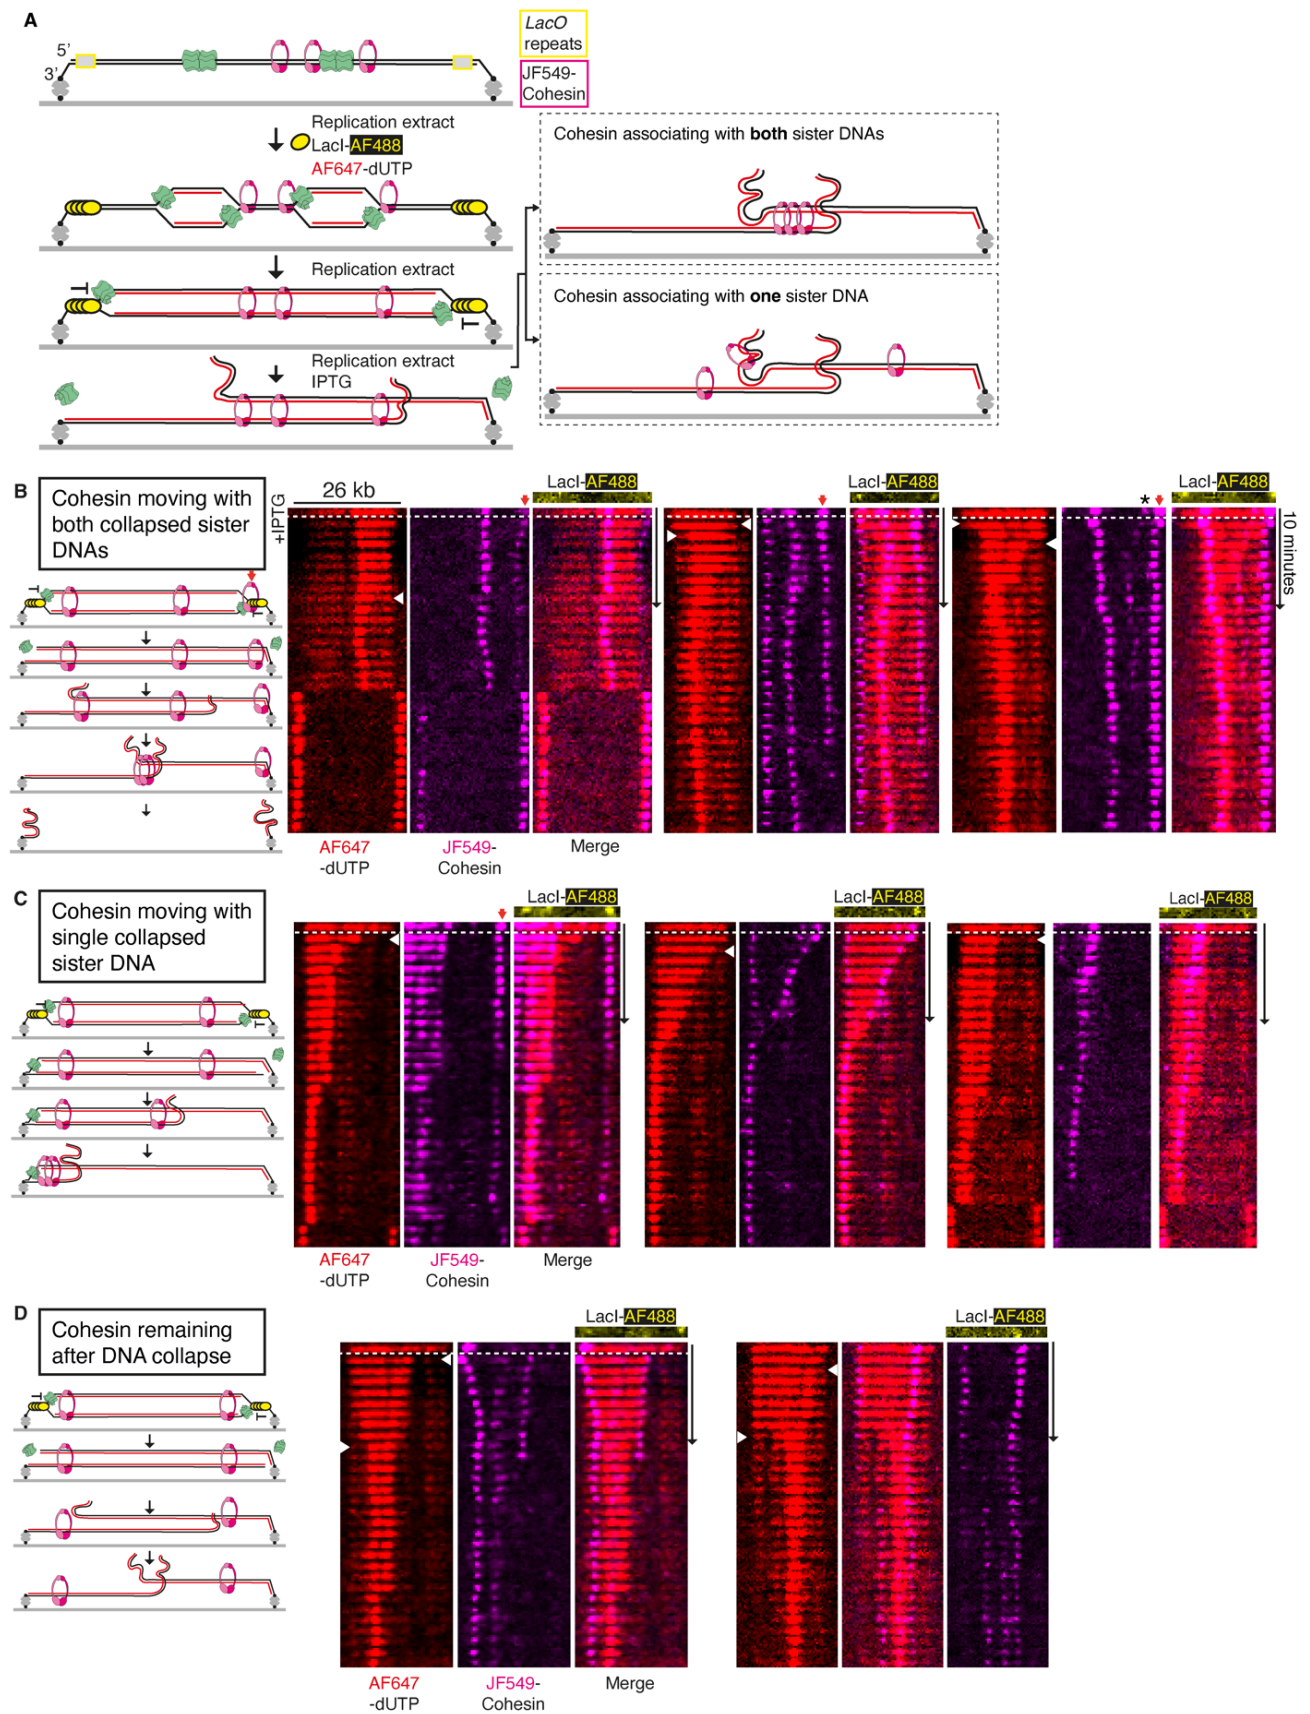 A
LacO
repeats
5’
3’
JF549-
Cohesin
Replication extract
LacI-AF488
AF647-dUTP
Cohesin associating with both sister DNAs
Replication extract
Cohesin associating with one sister DNA
Replication extract
IPTG
B
Cohesin moving with
both collapsed sister
DNAs
+IPTG
26 kb
LacI-AF488
LacI-AF488
*
LacI-AF488
10 minutes
AF647
-dUTP
JF549-
Cohesin
Merge
C
Cohesin moving with
single collapsed
sister DNA
LacI-AF488
LacI-AF488
LacI-AF488
AF647
-dUTP
JF549-
Cohesin
Merge
D
Cohesin remaining
after DNA collapse
LacI-AF488
LacI-AF488
AF647
-dUTP
JF549-
Cohesin
Merge